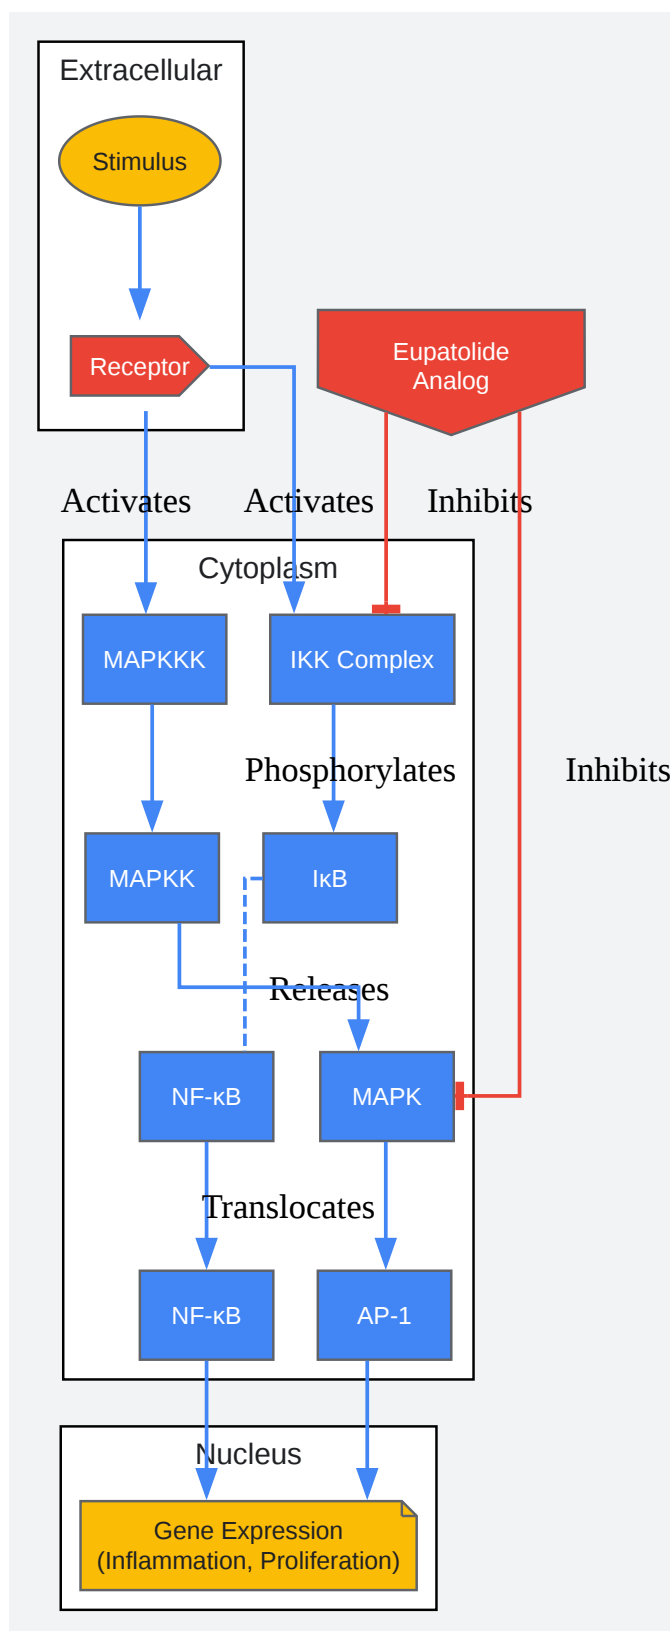 Extracellular
Stimulus
Receptor
Eupatolide
Analog
Activates
Activates
Inhibits
Cytoplasm
MAPKKK
IKK Complex
Phosphorylates
Inhibits
MAPKK
IκB
Releases
NF-κB
MAPK
Translocates
NF-κB
AP-1
Nucleus
Gene Expression
(Inflammation, Proliferation)